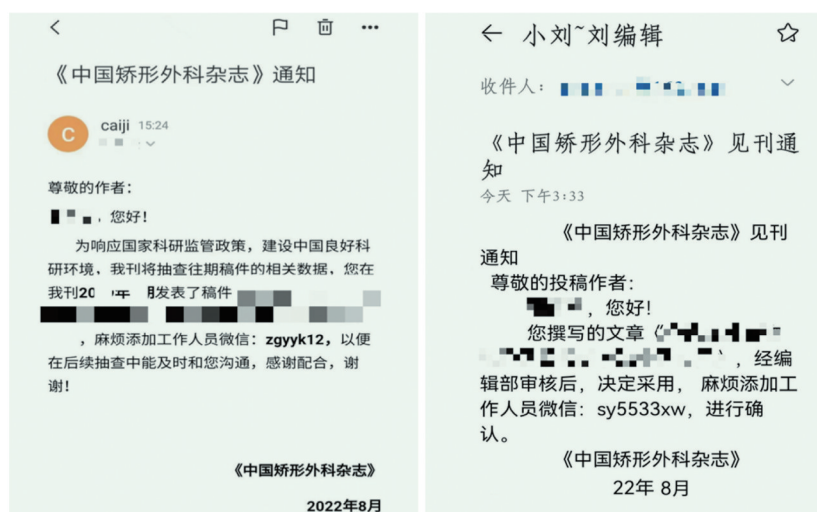 《中国矫形外科杂志》通知
C
caiji 15:24
尊敬的作者：
，您好！
为响应国家科研监管政策，建设中国良好科
研环境，我刊将抽查往期稿件的相关数据，您在
我刊20 发表了稿件
，麻烦添加工作人员微信：zgyyk12，以便
在后续抽查中能及时和您沟通，感谢配合，谢
谢！
《中国矫形外科杂志》
2022年8月
小刘~刘编辑
收件人：
《中国矫形外科杂志》见刊通
知
今天 下午3:33
《中国矫形外科杂志》见刊
通知
尊敬的投稿作者：
，您好！
您撰写的文章《
》，经编
辑部审核后，决定采用， 麻烦添加工
作人员微信：sy5533xw，进行确
认。
《中国矫形外科杂志》
22年 8月